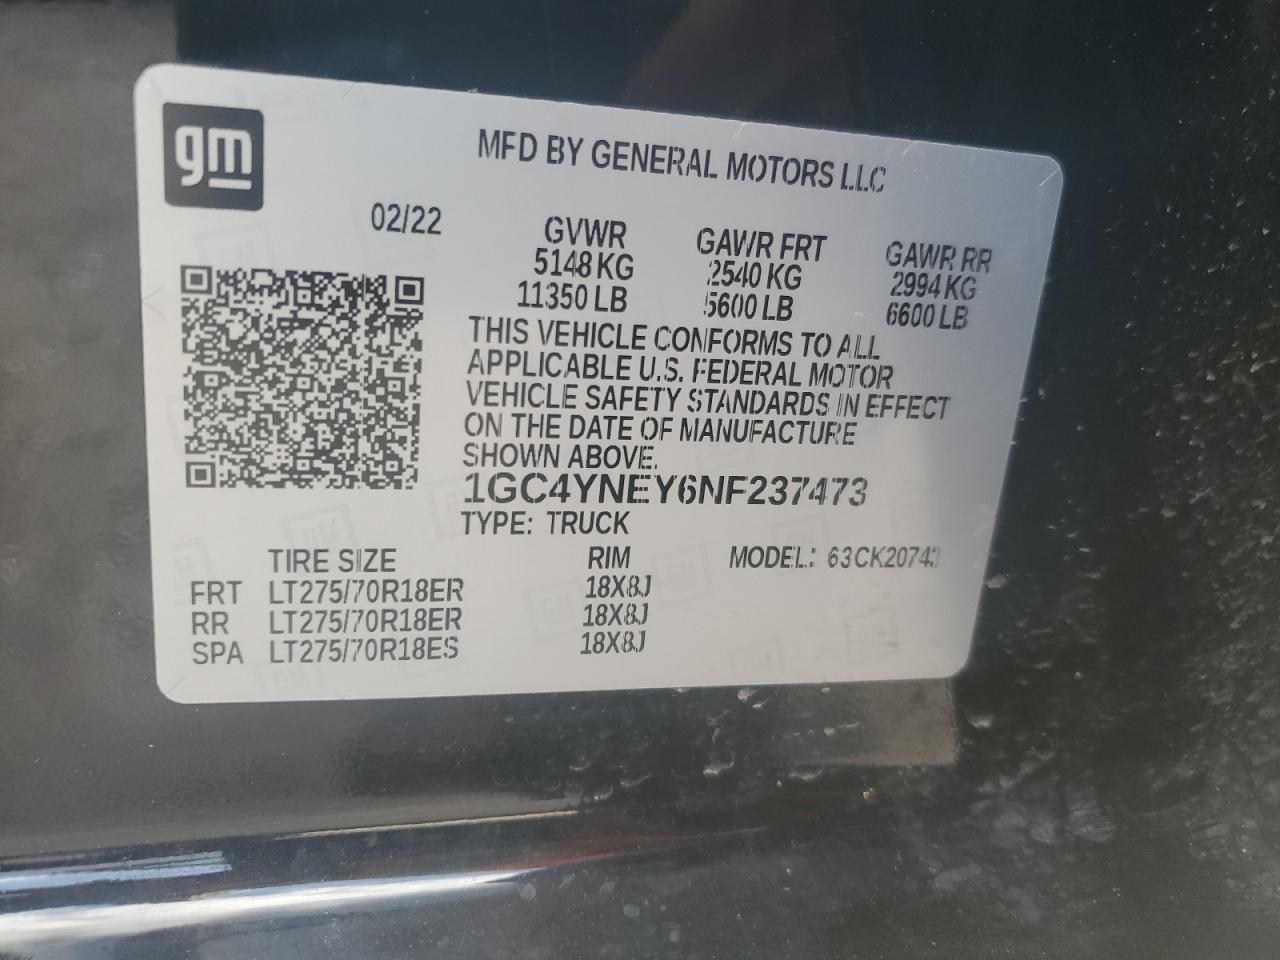 gm
MFD BY GENERAL MOTORS LLC
02/22
GVWR GAWR FRT GAWR RR
5148 KG 2540 KG 2994 KG
11350 LB 5600 LB 6600 LB
THIS VEHICLE CONFORMS TO ALL
APPLICABLE U.S. FEDERAL MOTOR
VEHICLE SAFETY STANDARDS IN EFFECT
ON THE DATE OF MANUFACTURE
SHOWN ABOVE.
1GC4YNEY6NF237473
TYPE: TRUCK
TIRE SIZE RIM MODEL: 63CK20743
FRT LT275/70R18ER 18X8J
RR LT275/70R18ER 18X8J
SPA LT275/70R18ES 18X8J